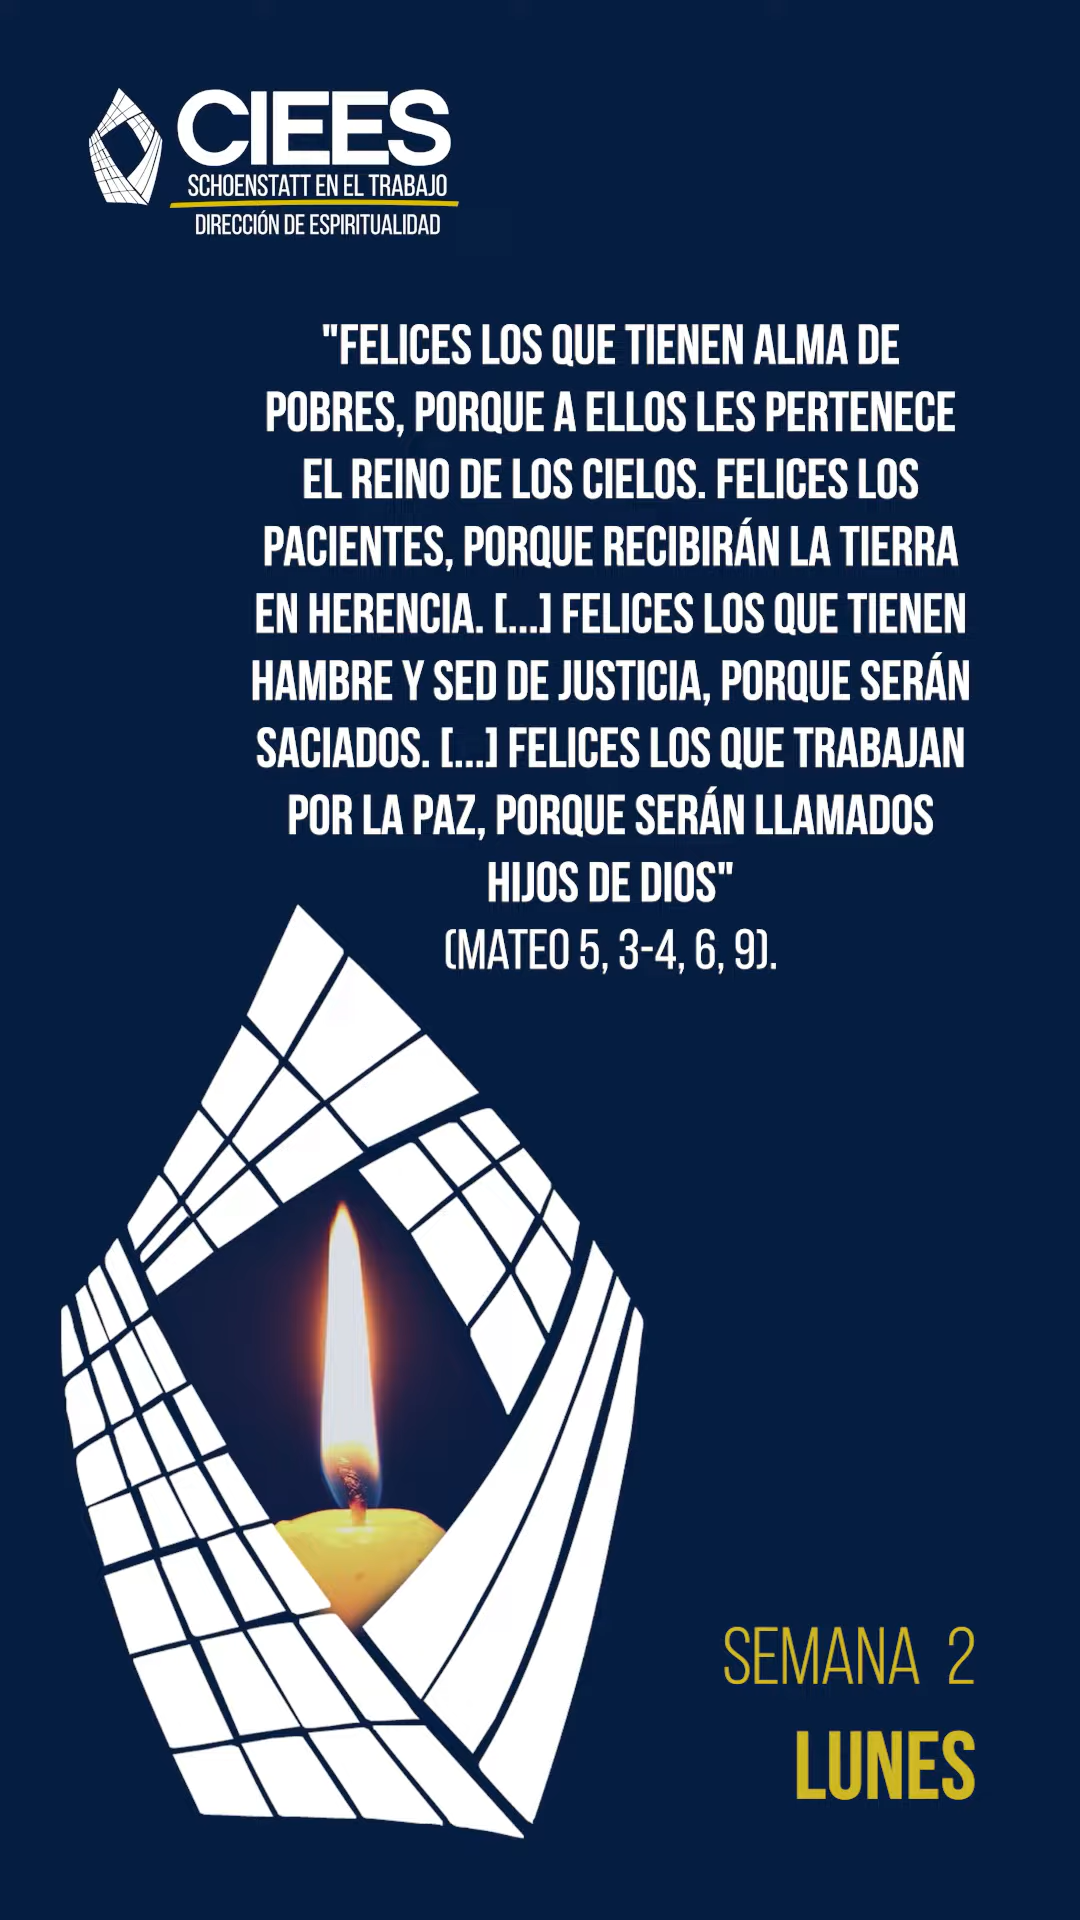 CIEES
SCHOENSTATT EN EL TRABAJO
DIRECCIÓN DE ESPIRITUALIDAD
"FELICES LOS QUE TIENEN ALMA DE
POBRES, PORQUE A ELLOS LES PERTENECE
EL REINO DE LOS CIELOS. FELICES LOS
PACIENTES, PORQUE RECIBIRÁN LA TIERRA
EN HERENCIA. [...] FELICES LOS QUE TIENEN
HAMBRE Y SED DE JUSTICIA, PORQUE SERÁN
SACIADOS. [...] FELICES LOS QUE TRABAJAN
POR LA PAZ, PORQUE SERÁN LLAMADOS
HIJOS DE DIOS"
(MATEO 5, 3-4, 6, 9).
SEMANA 2
LUNES